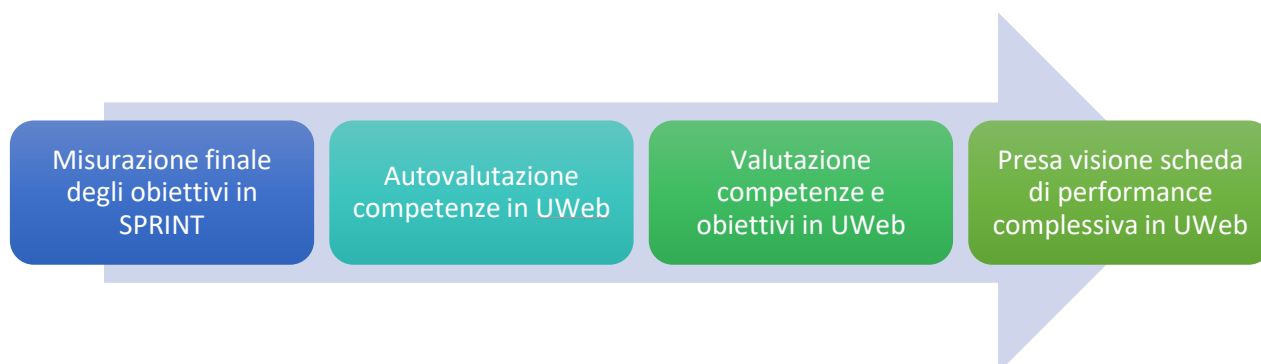 Misurazione finale
degli obiettivi in
SPRINT
Autovalutazione
competenze in UWeb
Valutazione
competenze e
obiettivi in UWeb
Presa visione scheda
di performance
complessiva in UWeb